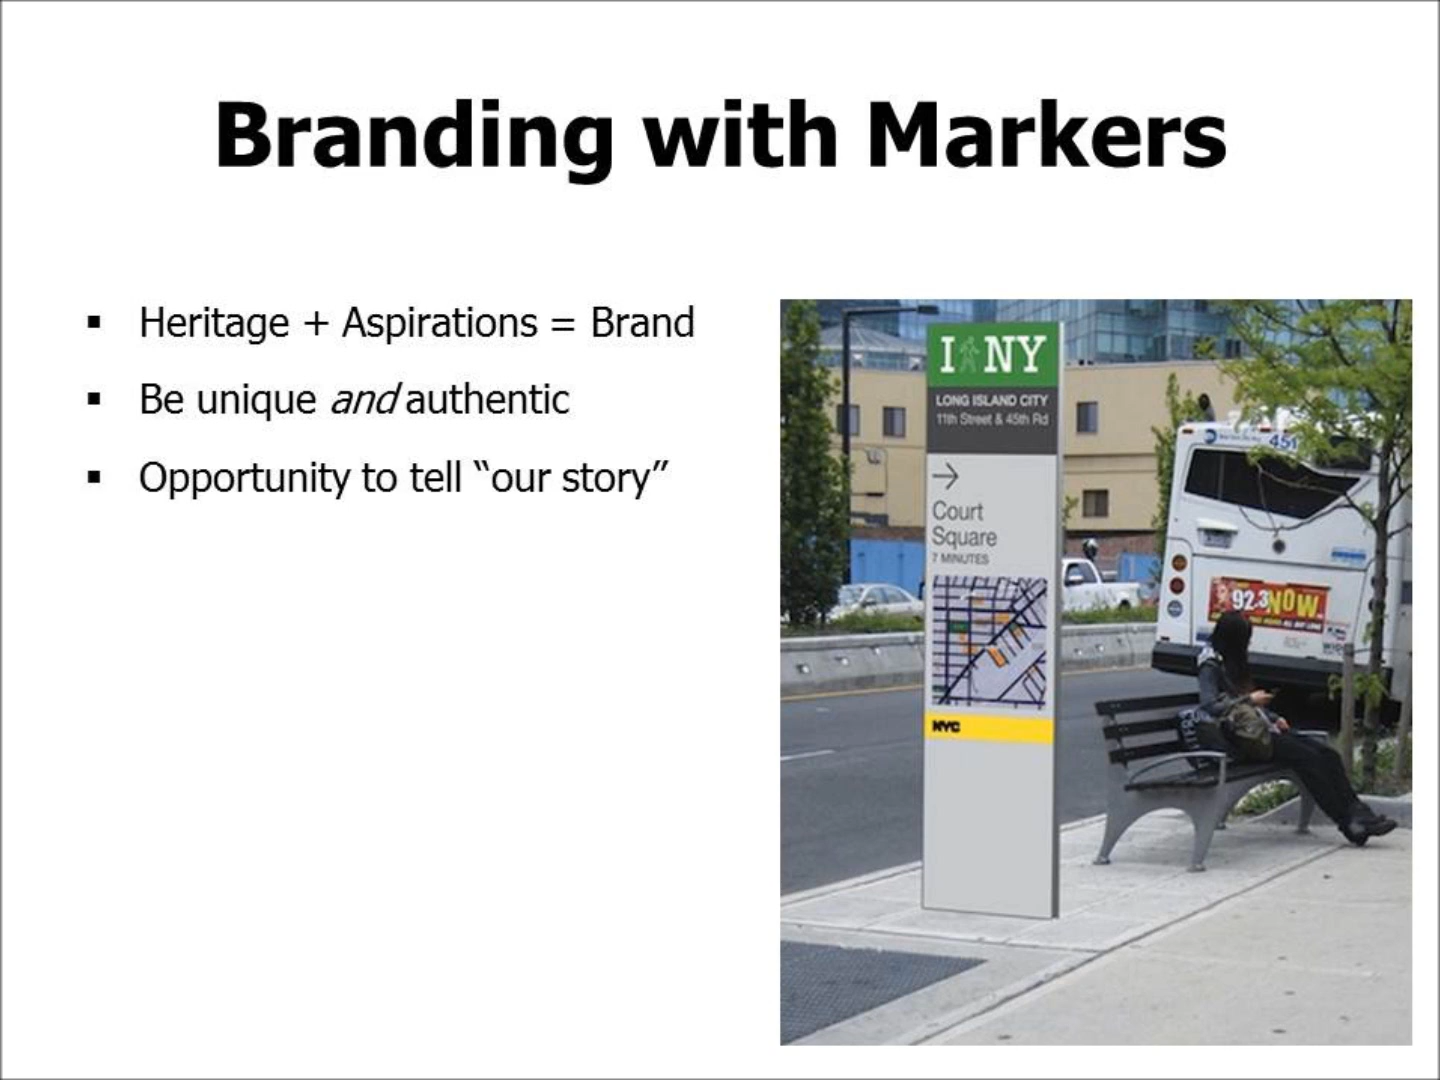 Branding with Markers
Heritage + Aspirations = Brand
Be unique and authentic
Opportunity to tell “our story”
I NY
LONG ISLAND CITY
11th Street & 45th Rd
Court
Square
7 MINUTES
NYC
451
92.3 NOW.